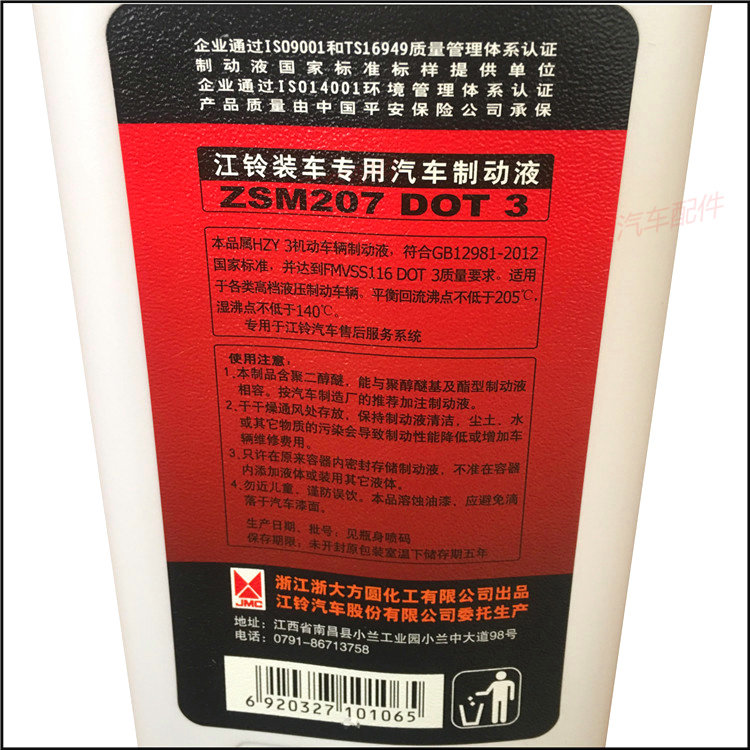 企业通过ISO9001和TS16949质量管理体系认证
制动液国家标准标样提供单位
企业通过ISO14001环境管理体系认证
产品质量由中国平安保险公司承保
江铃装车专用汽车制动液
ZSM207 DOT 3
汽车配件
本品属HZY 3机动车辆制动液，符合GB12981-2012
国家标准，并达到FMVSS116 DOT 3质量要求。适用
于各类高档液压制动车辆。平衡回流沸点不低于205℃，
湿沸点不低于140℃。
专用于江铃汽车售后服务系统
使用注意：
1.本制品含聚二醇醚，能与聚醇醚基及酯型制动液
相容。按汽车制造厂的推荐加注制动液。
2.于干燥通风处存放，保持制动液清洁，尘土、水
或其它物质的污染会导致制动性能降低或增加车
辆维修费用。
3.只许在原来容器内密封存储制动液，不准在容器
内添加液体或装用其它液体。
4.勿近儿童，谨防误饮。本品溶蚀油漆，应避免滴
落于汽车漆面。
生产日期、批号：见瓶身喷码
保存期限：未开封原包装室温下储存期五年
JMC
浙江浙大方圆化工有限公司出品
江铃汽车股份有限公司委托生产
地址：江西省南昌县小兰工业园小兰中大道98号
电话：0791-86713758
6 920327 101065